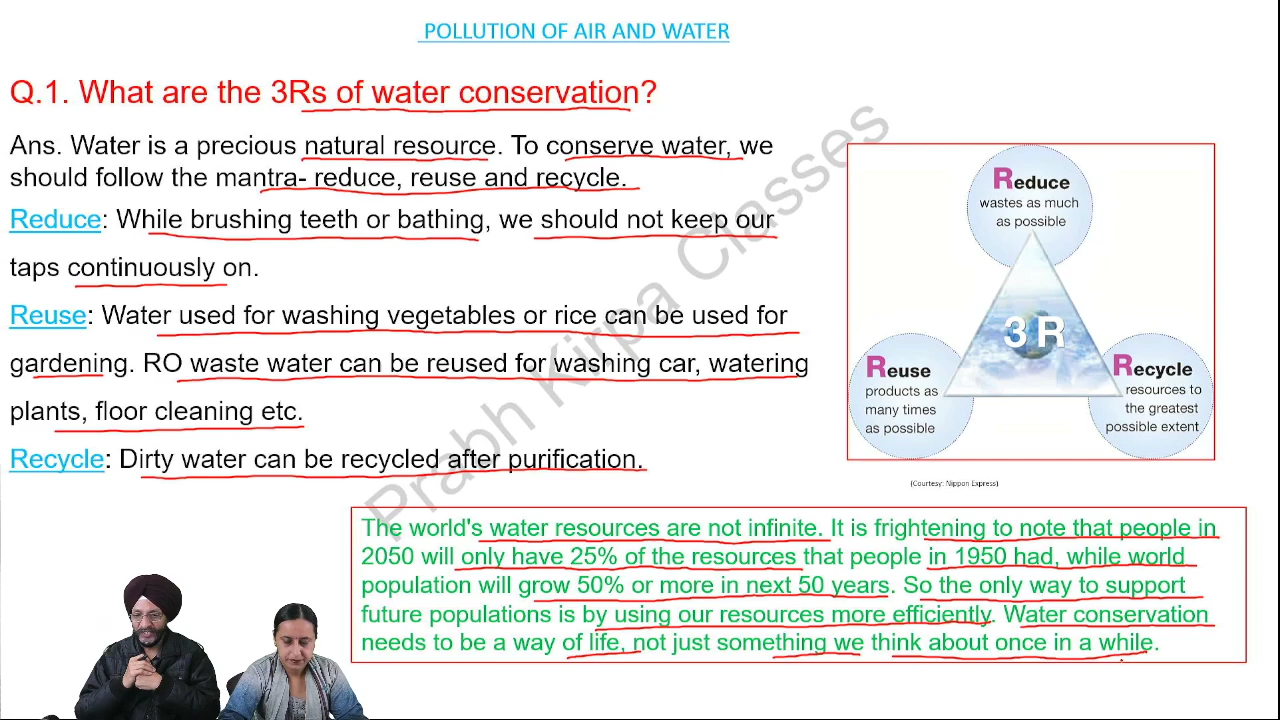 POLLUTION OF AIR AND WATER
Q.1. What are the 3Rs of water conservation?
Ans. Water is a precious natural resource. To conserve water, we
should follow the mantra- reduce, reuse and recycle.
Reduce: While brushing teeth or bathing, we should not keep our
taps continuously on.
Reuse: Water used for washing vegetables or rice can be used for
gardening. RO waste water can be reused for washing car, watering
plants, floor cleaning etc.
Recycle: Dirty water can be recycled after purification.
Prabh Kirpa Classes
Reduce
wastes as much
as possible
3R
Reuse
products as
many times
as possible
Recycle
resources to
the greatest
possible extent
(Courtesy: Nippon Express)
The world's water resources are not infinite. It is frightening to note that people in
2050 will only have 25% of the resources that people in 1950 had, while world
population will grow 50% or more in next 50 years. So the only way to support
future populations is by using our resources more efficiently. Water conservation
needs to be a way of life, not just something we think about once in a while.